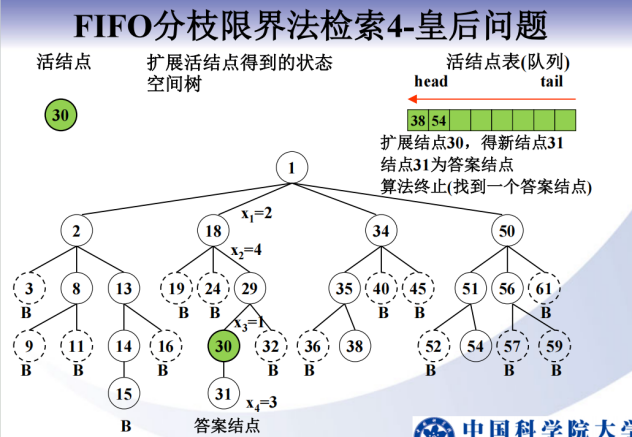 FIFO分枝限界法检索4-皇后问题
活结点
扩展活结点得到的状态
空间树
活结点表(队列)
head tail
30
38 54
扩展结点30，得新结点31
结点31为答案结点
算法终止(找到一个答案结点)
1
x1=2
2 18 34 50
x2=4
3 8 13 19 24 29 35 40 45 51 56 61
B B B B B B
x3=1
9 11 14 16 30 32 36 38 52 54 57 59
B B B B B B B B
15 31
x4=3
B 答案结点
中国科学院大学